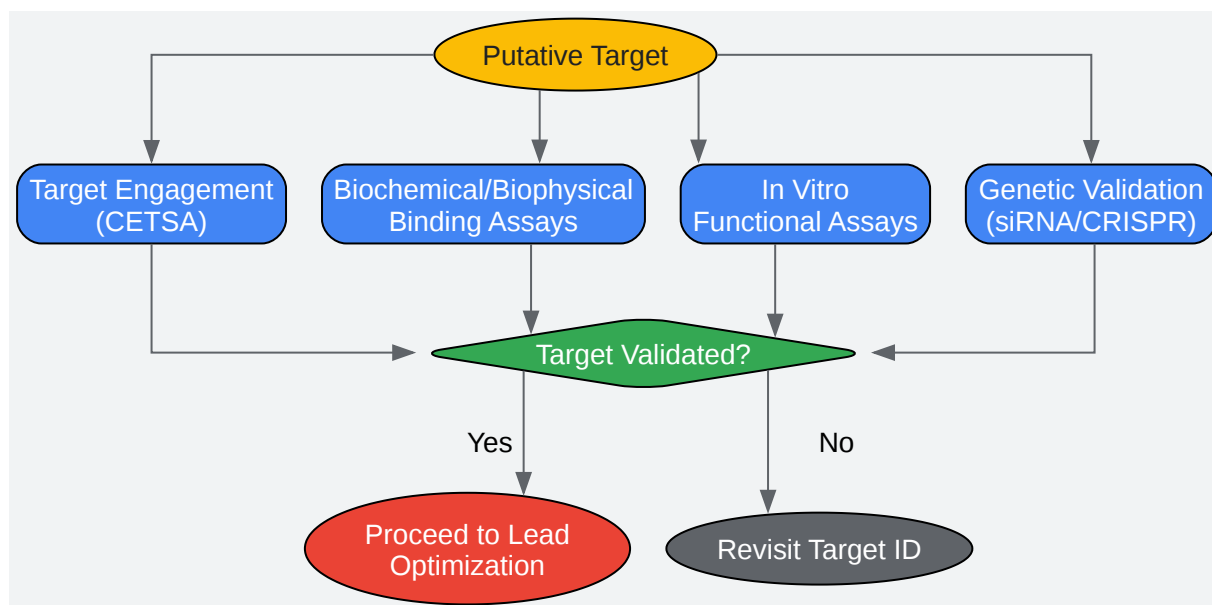 Putative Target
Target Engagement
(CETSA)
Biochemical/Biophysical
Binding Assays
In Vitro
Functional Assays
Genetic Validation
(siRNA/CRISPR)
Target Validated?
Yes
No
Proceed to Lead
Optimization
Revisit Target ID